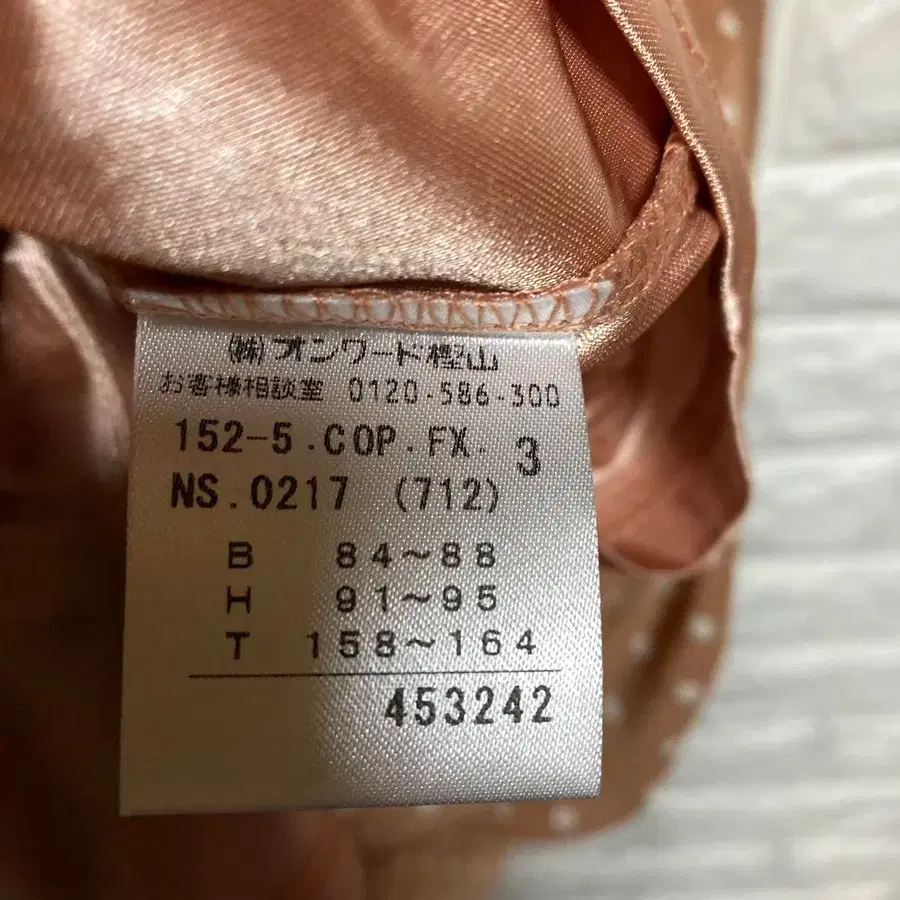 (株)オンワード樫山
お客様相談室 0120-586-300
152-5.COP.FX. 3
NS.0217 (712)
B 84〜88
H 91〜95
T 158〜164
453242